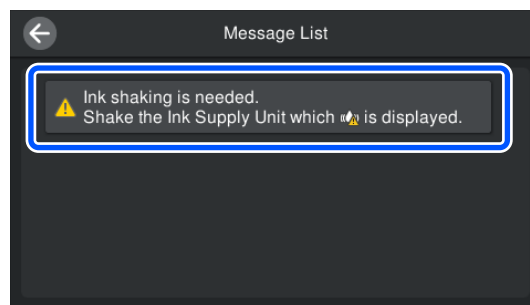 Message List
Ink shaking is needed.
Shake the Ink Supply Unit which is displayed.